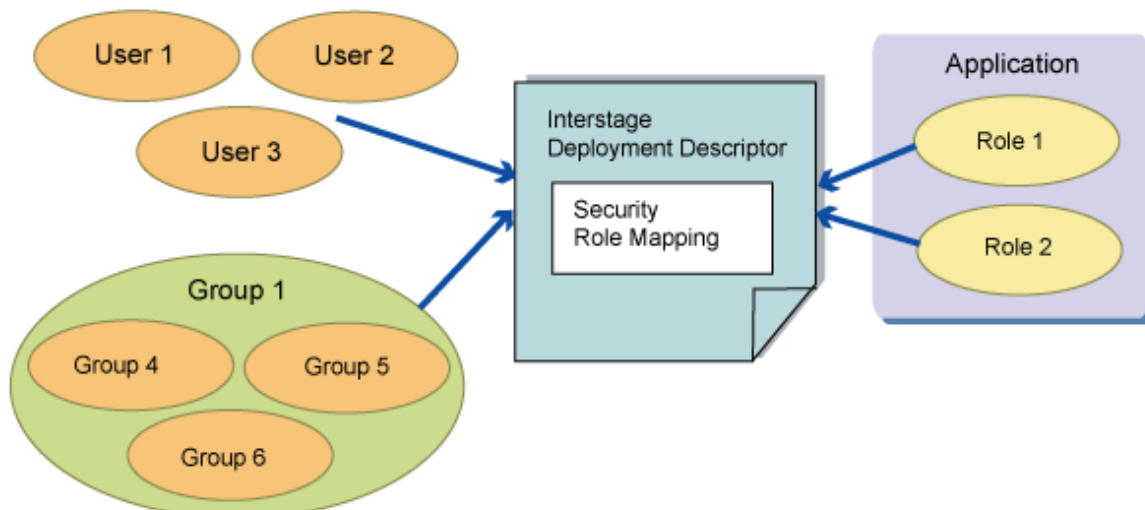 User 1
User 2
User 3
Group 1
Group 4
Group 5
Group 6
Interstage
Deployment Descriptor
Security
Role Mapping
Application
Role 1
Role 2